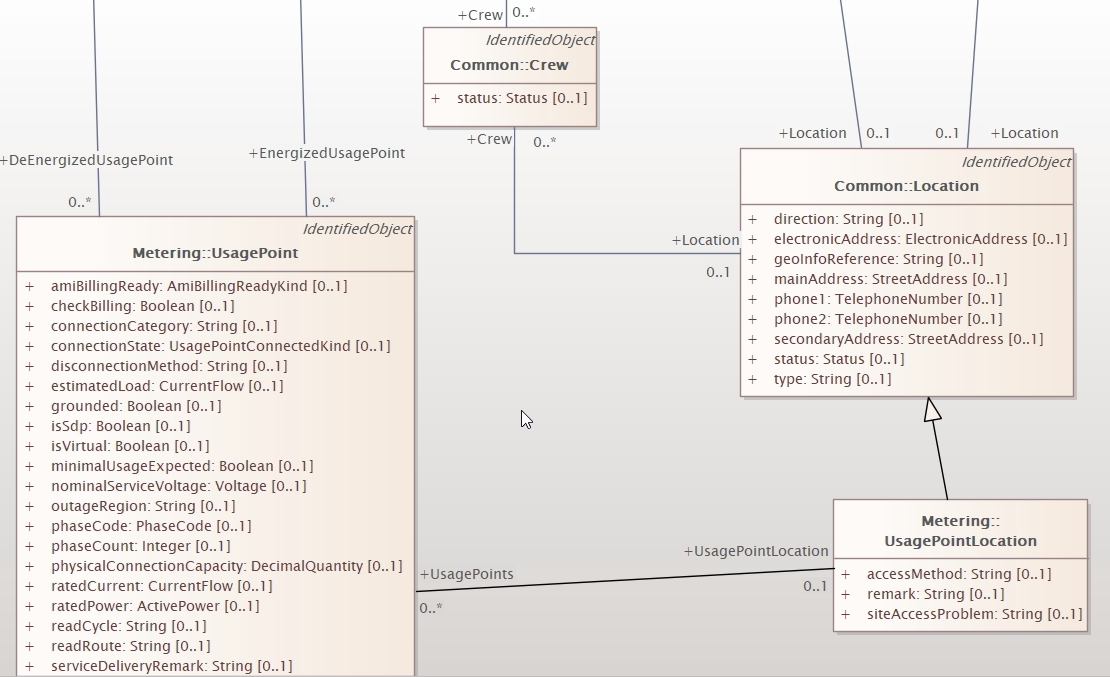 +Crew
0..*
IdentifiedObject
Common::Crew
+ status: Status [0..1]
+Crew
0..*
+Location
0..1
0..1
+Location
IdentifiedObject
Common::Location
+ direction: String [0..1]
+ electronicAddress: ElectronicAddress [0..1]
+ geoInfoReference: String [0..1]
+ mainAddress: StreetAddress [0..1]
+ phone1: TelephoneNumber [0..1]
+ phone2: TelephoneNumber [0..1]
+ secondaryAddress: StreetAddress [0..1]
+ status: Status [0..1]
+ type: String [0..1]
+Location
0..1
+DeEnergizedUsagePoint
0..*
+EnergizedUsagePoint
0..*
IdentifiedObject
Metering::UsagePoint
+ amiBillingReady: AmiBillingReadyKind [0..1]
+ checkBilling: Boolean [0..1]
+ connectionCategory: String [0..1]
+ connectionState: UsagePointConnectedKind [0..1]
+ disconnectionMethod: String [0..1]
+ estimatedLoad: CurrentFlow [0..1]
+ grounded: Boolean [0..1]
+ isSdp: Boolean [0..1]
+ isVirtual: Boolean [0..1]
+ minimalUsageExpected: Boolean [0..1]
+ nominalServiceVoltage: Voltage [0..1]
+ outageRegion: String [0..1]
+ phaseCode: PhaseCode [0..1]
+ phaseCount: Integer [0..1]
+ physicalConnectionCapacity: DecimalQuantity [0..1]
+ ratedCurrent: CurrentFlow [0..1]
+ ratedPower: ActivePower [0..1]
+ readCycle: String [0..1]
+ readRoute: String [0..1]
+ serviceDeliveryRemark: String [0..1]
+UsagePoints
0..*
+UsagePointLocation
0..1
Metering::
UsagePointLocation
+ accessMethod: String [0..1]
+ remark: String [0..1]
+ siteAccessProblem: String [0..1]